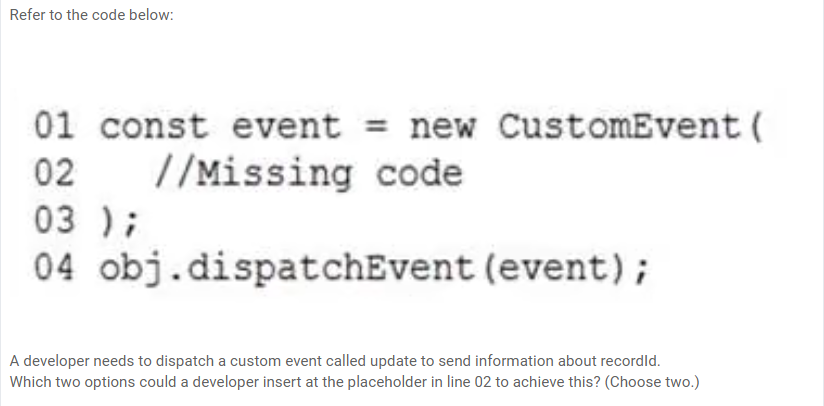 Refer to the code below:
01 const event = new CustomEvent(
02 //Missing code
03 );
04 obj.dispatchEvent(event);
A developer needs to dispatch a custom event called update to send information about recordId.
Which two options could a developer insert at the placeholder in line 02 to achieve this? (Choose two.)